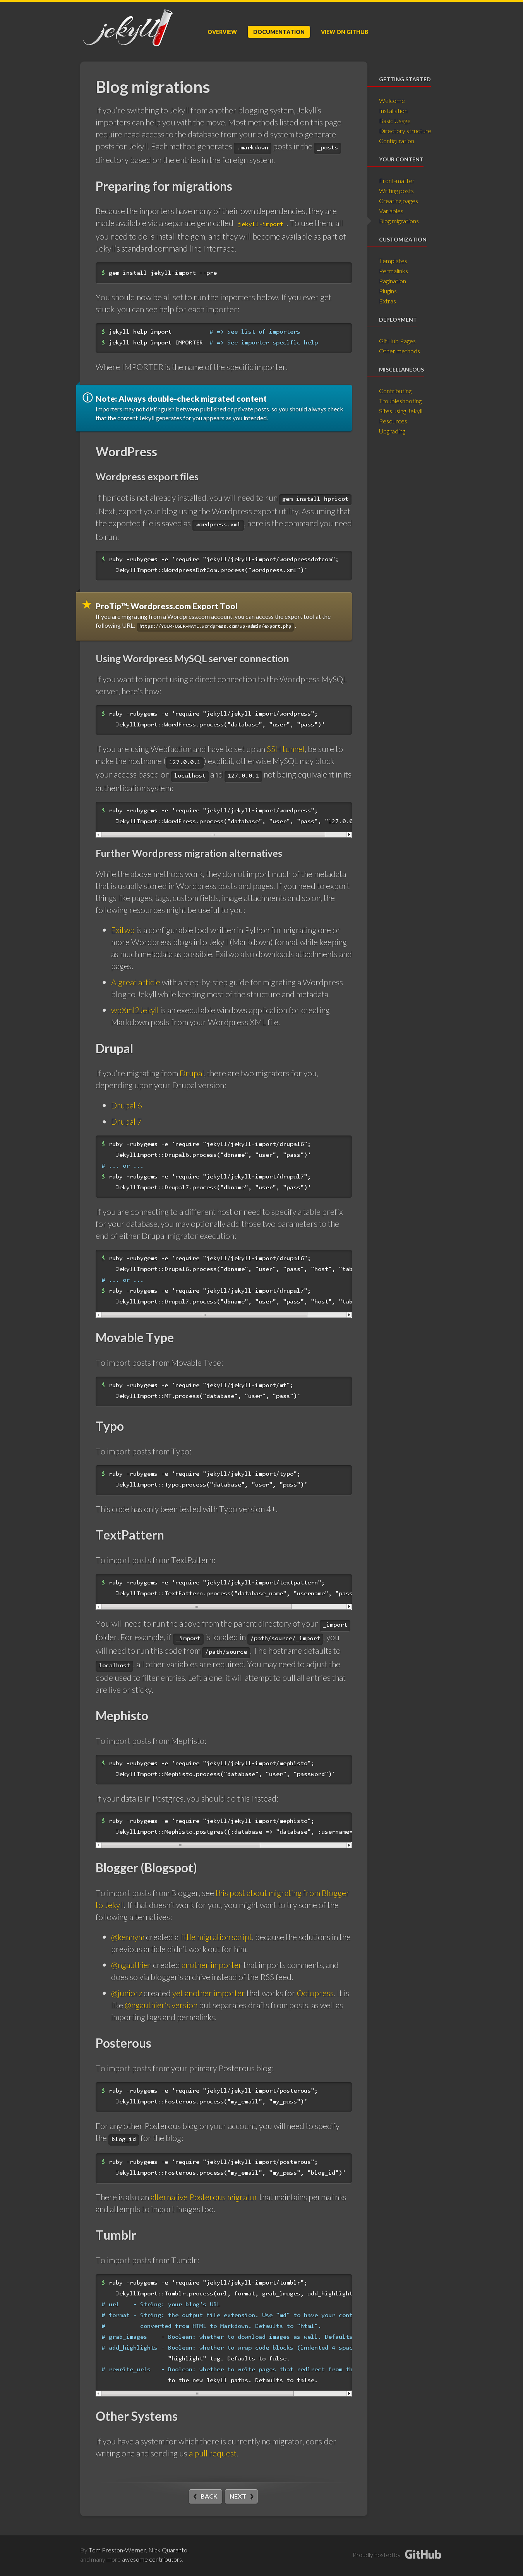 jekyll
OVERVIEW
DOCUMENTATION
VIEW ON GITHUB
Blog migrations
If you're switching to Jekyll from another blogging system, Jekyll's
importers can help you with the move. Most methods listed on this page
require read access to the database from your old system to generate
posts for Jekyll. Each method generates .markdown posts in the _posts
directory based on the entries in the foreign system.
Preparing for migrations
Because the importers have many of their own dependencies, they are
made available via a separate gem called jekyll-import . To use them, all
you need to do is install the gem, and they will become available as part of
Jekyll's standard command line interface.
$ gem install jekyll-import --pre
You should now be all set to run the importers below. If you ever get
stuck, you can see help for each importer:
$ jekyll help import # => See list of importers
$ jekyll help import IMPORTER # => See importer specific help
Where IMPORTER is the name of the specific importer.
Note: Always double-check migrated content
Importers may not distinguish between published or private posts, so you should always check
that the content Jekyll generates for you appears as you intended.
WordPress
Wordpress export files
If hpricot is not already installed, you will need to run gem install hpricot
. Next, export your blog using the Wordpress export utility. Assuming that
the exported file is saved as wordpress.xml , here is the command you need
to run:
$ ruby -rubygems -e 'require "jekyll/jekyll-import/wordpressdotcom";
JekyllImport::WordpressDotCom.process("wordpress.xml")'
ProTip™: Wordpress.com Export Tool
If you are migrating from a Wordpress.com account, you can access the export tool at the
following URL: https://YOUR-USER-NAME.wordpress.com/wp-admin/export.php .
Using Wordpress MySQL server connection
If you want to import using a direct connection to the Wordpress MySQL
server, here's how:
$ ruby -rubygems -e 'require "jekyll/jekyll-import/wordpress";
JekyllImport::WordPress.process("database", "user", "pass")'
If you are using Webfaction and have to set up an SSH tunnel, be sure to
make the hostname ( 127.0.0.1 ) explicit, otherwise MySQL may block
your access based on localhost and 127.0.0.1 not being equivalent in its
authentication system:
$ ruby -rubygems -e 'require "jekyll/jekyll-import/wordpress";
JekyllImport::WordPress.process("database", "user", "pass", "127.0.0
Further Wordpress migration alternatives
While the above methods work, they do not import much of the metadata
that is usually stored in Wordpress posts and pages. If you need to export
things like pages, tags, custom fields, image attachments and so on, the
following resources might be useful to you:
Exitwp is a configurable tool written in Python for migrating one or
more Wordpress blogs into Jekyll (Markdown) format while keeping
as much metadata as possible. Exitwp also downloads attachments and
pages.
A great article with a step-by-step guide for migrating a Wordpress
blog to Jekyll while keeping most of the structure and metadata.
wpXml2Jekyll is an executable windows application for creating
Markdown posts from your Wordpress XML file.
Drupal
If you're migrating from Drupal, there are two migrators for you,
depending upon your Drupal version:
Drupal 6
Drupal 7
$ ruby -rubygems -e 'require "jekyll/jekyll-import/drupal6";
JekyllImport::Drupal6.process("dbname", "user", "pass")'
# ... or ...
$ ruby -rubygems -e 'require "jekyll/jekyll-import/drupal7";
JekyllImport::Drupal7.process("dbname", "user", "pass")'
If you are connecting to a different host or need to specify a table prefix
for your database, you may optionally add those two parameters to the
end of either Drupal migrator execution:
$ ruby -rubygems -e 'require "jekyll/jekyll-import/drupal6";
JekyllImport::Drupal6.process("dbname", "user", "pass", "host", "tab
# ... or ...
$ ruby -rubygems -e 'require "jekyll/jekyll-import/drupal7";
JekyllImport::Drupal7.process("dbname", "user", "pass", "host", "tab
Movable Type
To import posts from Movable Type:
$ ruby -rubygems -e 'require "jekyll/jekyll-import/mt";
JekyllImport::MT.process("database", "user", "pass")'
Typo
To import posts from Typo:
$ ruby -rubygems -e 'require "jekyll/jekyll-import/typo";
JekyllImport::Typo.process("database", "user", "pass")'
This code has only been tested with Typo version 4+.
TextPattern
To import posts from TextPattern:
$ ruby -rubygems -e 'require "jekyll/jekyll-import/textpattern";
JekyllImport::TextPattern.process("database_name", "username", "pass
You will need to run the above from the parent directory of your _import
folder. For example, if _import is located in /path/source/_import , you
will need to run this code from /path/source . The hostname defaults to
localhost , all other variables are required. You may need to adjust the
code used to filter entries. Left alone, it will attempt to pull all entries that
are live or sticky.
Mephisto
To import posts from Mephisto:
$ ruby -rubygems -e 'require "jekyll/jekyll-import/mephisto";
JekyllImport::Mephisto.process("database", "user", "password")'
If your data is in Postgres, you should do this instead:
$ ruby -rubygems -e 'require "jekyll/jekyll-import/mephisto";
JekyllImport::Mephisto.postgres({:database => "database", :username=
Blogger (Blogspot)
To import posts from Blogger, see this post about migrating from Blogger
to Jekyll. If that doesn't work for you, you might want to try some of the
following alternatives:
@kennym created a little migration script, because the solutions in the
previous article didn't work out for him.
@ngauthier created another importer that imports comments, and
does so via blogger's archive instead of the RSS feed.
@juniorz created yet another importer that works for Octopress. It is
like @ngauthier's version but separates drafts from posts, as well as
importing tags and permalinks.
Posterous
To import posts from your primary Posterous blog:
$ ruby -rubygems -e 'require "jekyll/jekyll-import/posterous";
JekyllImport::Posterous.process("my_email", "my_pass")'
For any other Posterous blog on your account, you will need to specify
the blog_id for the blog:
$ ruby -rubygems -e 'require "jekyll/jekyll-import/posterous";
JekyllImport::Posterous.process("my_email", "my_pass", "blog_id")'
There is also an alternative Posterous migrator that maintains permalinks
and attempts to import images too.
Tumblr
To import posts from Tumblr:
$ ruby -rubygems -e 'require "jekyll/jekyll-import/tumblr";
JekyllImport::Tumblr.process(url, format, grab_images, add_highlight
# url - String: your blog's URL
# format - String: the output file extension. Use "md" to have your cont
# converted from HTML to Markdown. Defaults to "html".
# grab_images - Boolean: whether to download images as well. Defaults
# add_highlights - Boolean: whether to wrap code blocks (indented 4 spac
"highlight" tag. Defaults to false.
# rewrite_urls - Boolean: whether to write pages that redirect from th
to the new Jekyll paths. Defaults to false.
Other Systems
If you have a system for which there is currently no migrator, consider
writing one and sending us a pull request.
BACK
NEXT
GETTING STARTED
Welcome
Installation
Basic Usage
Directory structure
Configuration
YOUR CONTENT
Front-matter
Writing posts
Creating pages
Variables
Blog migrations
CUSTOMIZATION
Templates
Permalinks
Pagination
Plugins
Extras
DEPLOYMENT
GitHub Pages
Other methods
MISCELLANEOUS
Contributing
Troubleshooting
Sites using Jekyll
Resources
Upgrading
By Tom Preston-Werner, Nick Quaranto,
and many more awesome contributors.
Proudly hosted by GitHub